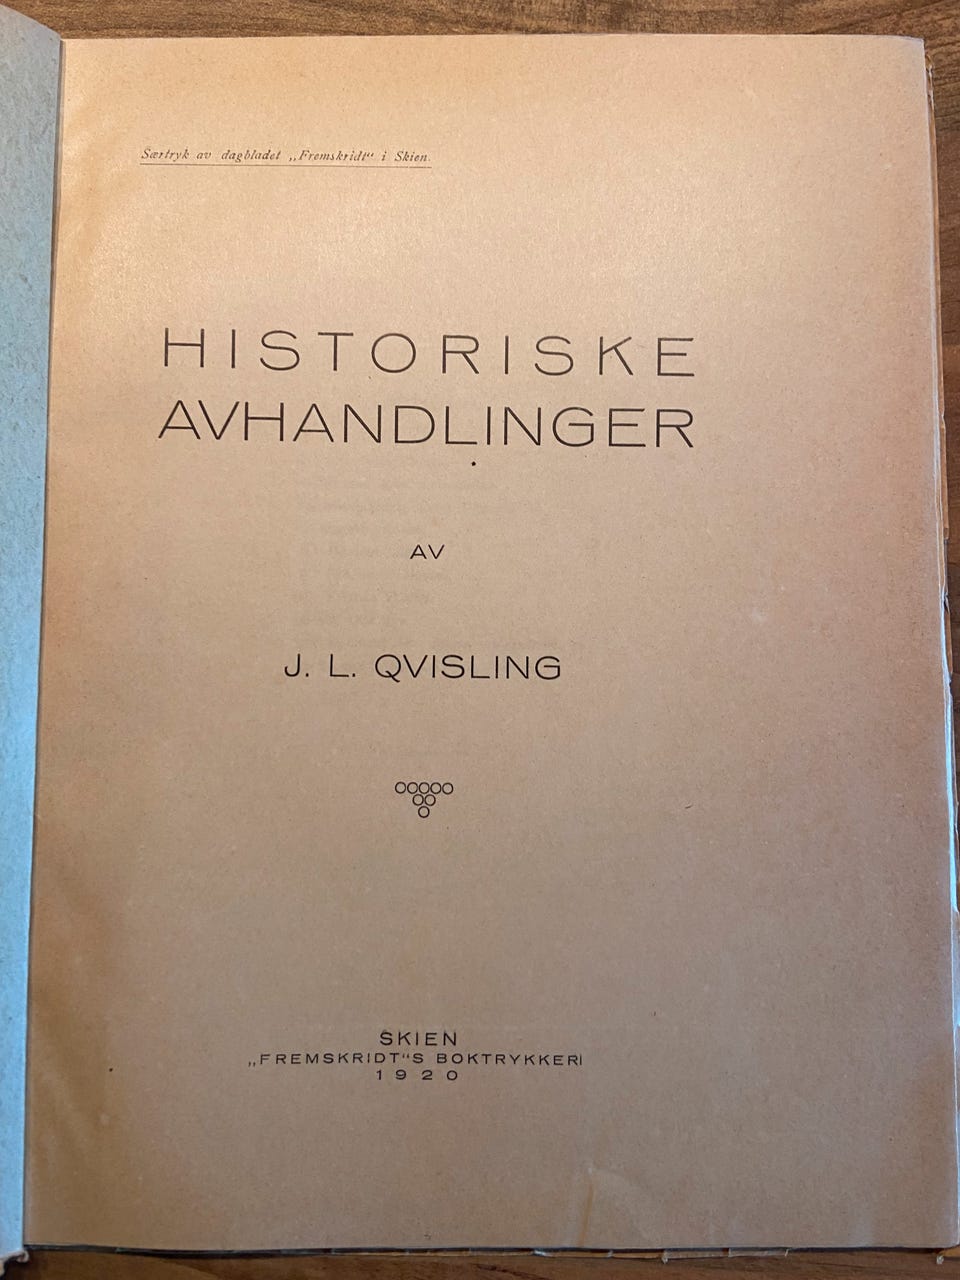 Særtryk av dagbladet „Fremskridt“ i Skien.
HISTORISKE
AVHANDLINGER
AV
J. L. QVISLING
SKIEN
„FREMSKRIDT“S BOKTRYKKERI
1920